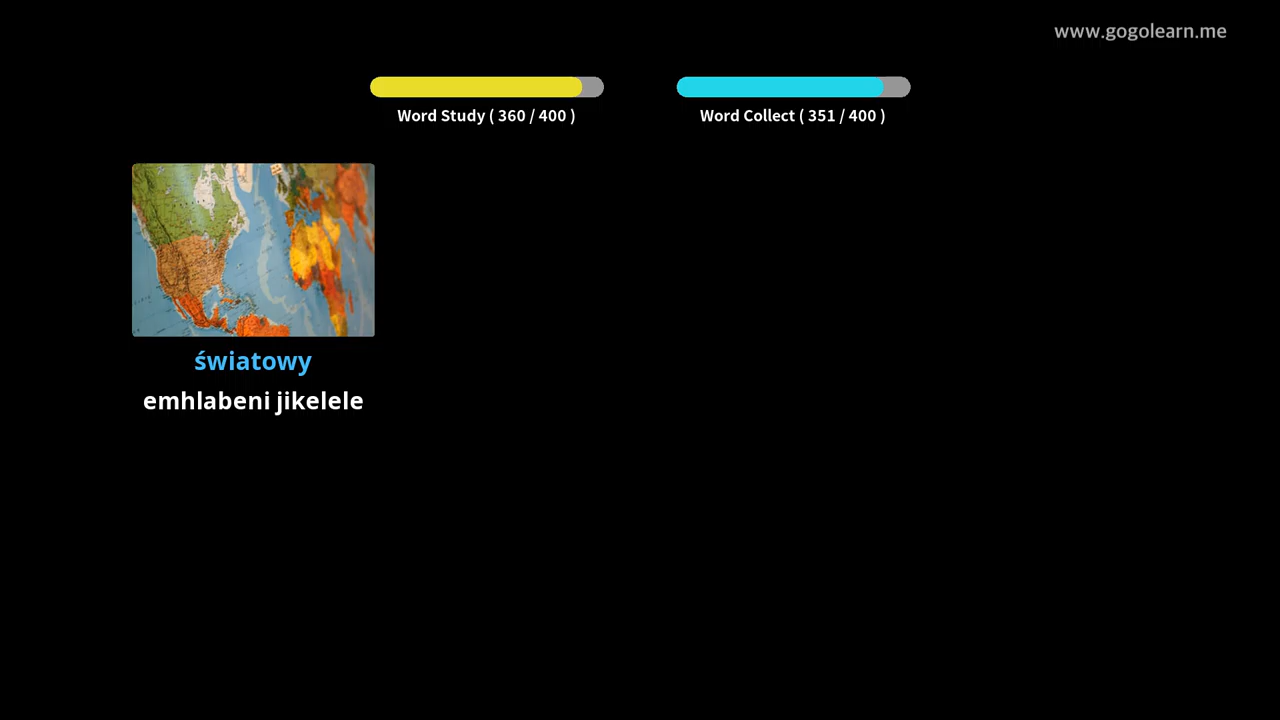 www.gogolearn.me
Word Study ( 360 / 400 )
Word Collect ( 351 / 400 )
światowy
emhlabeni jikelele